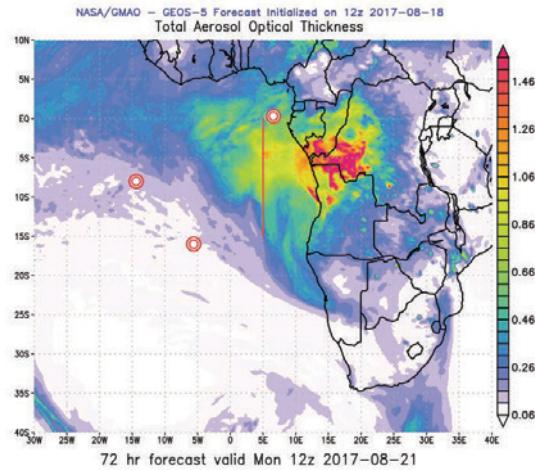 NASA/GMAO - GEOS-5 Forecast Initialized on 12z 2017-08-18
Total Aerosol Optical Thickness
10N
5N
EQ
5S
10S
15S
20S
25S
30S
35S
40S
30W 25W 20W 15W 10W 5W 0 5E 10E 15E 20E 25E 30E 35E 40E
1.46
1.26
1.06
0.86
0.66
0.46
0.26
0.06
72 hr forecast valid Mon 12z 2017-08-21